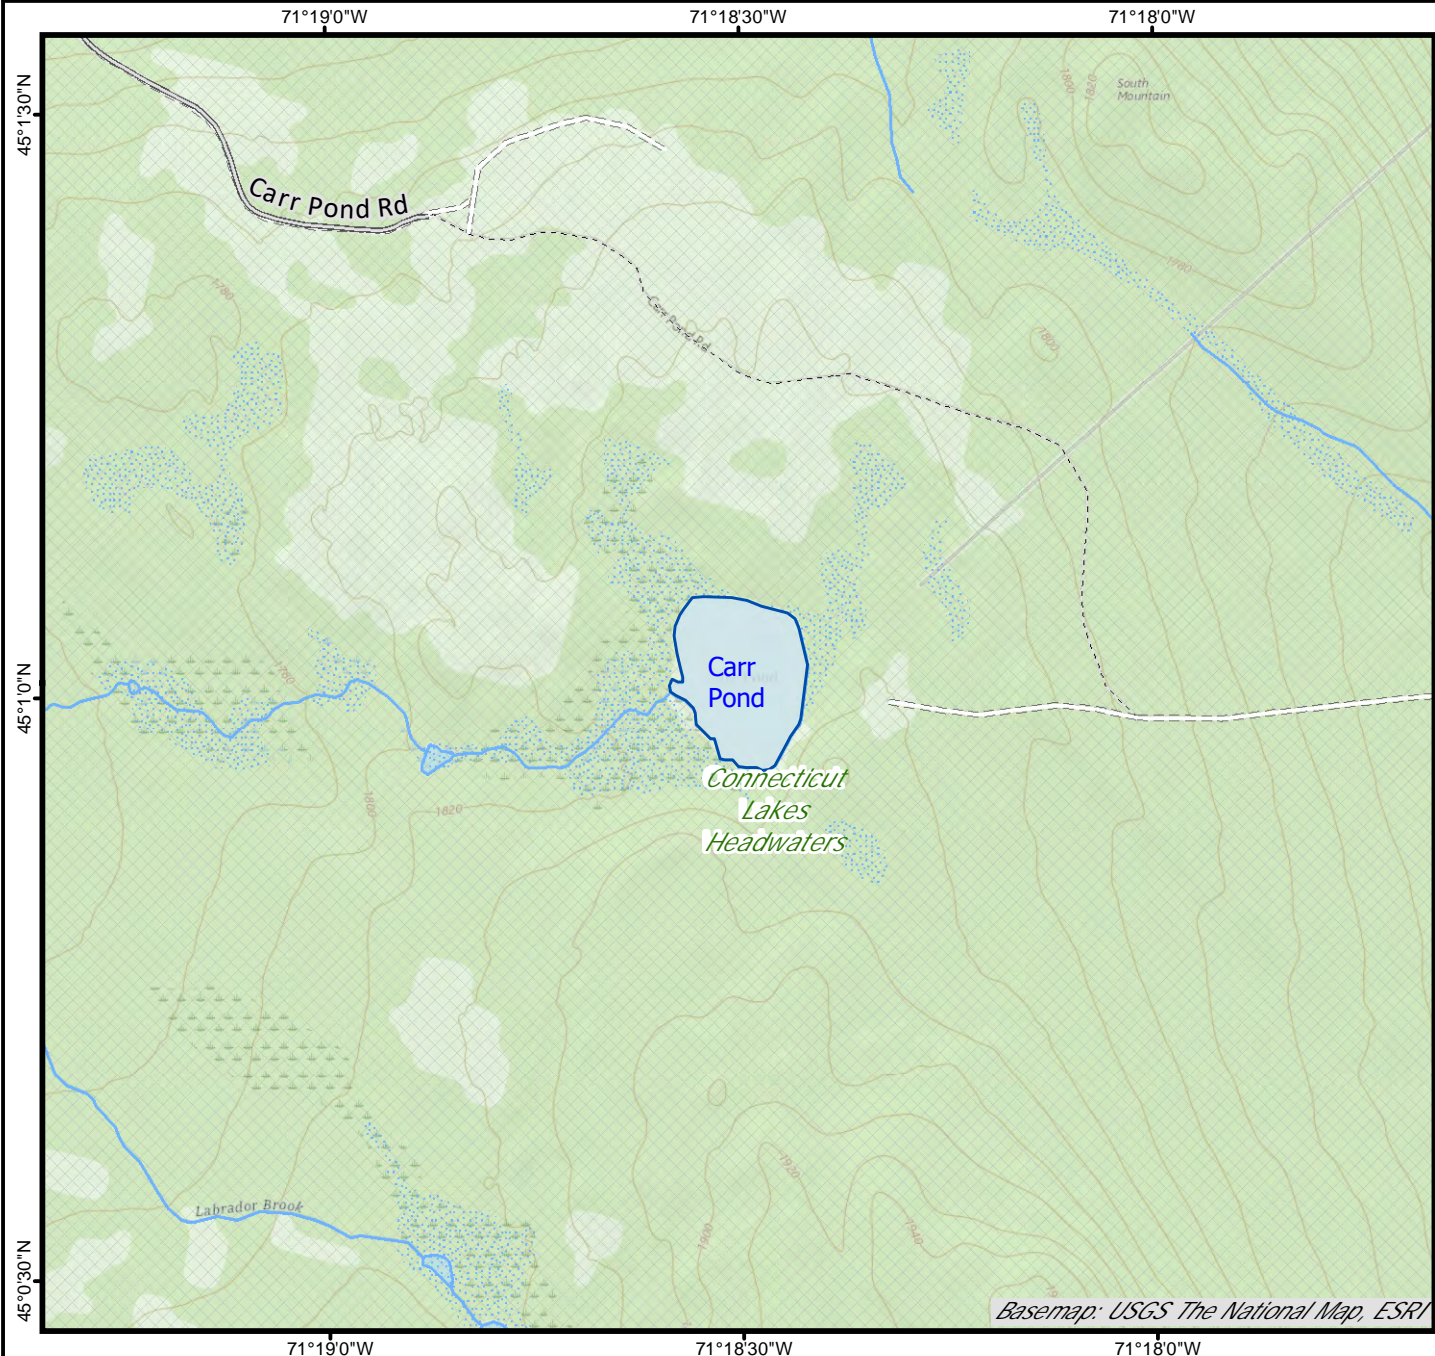 71°19'0"W
71°18'30"W
71°18'0"W
45°1'30"N
South
Mountain
1800
1820
Carr Pond Rd
1780
1780
Carr Pond Rd
1800
45°1'0"N
1780
Carr
Pond
1800
1820
Connecticut
Lakes
Headwaters
1920
Labrador Brook
1900
1940
45°0'30"N
Basemap: USGS The National Map, ESRI
71°19'0"W
71°18'30"W
71°18'0"W